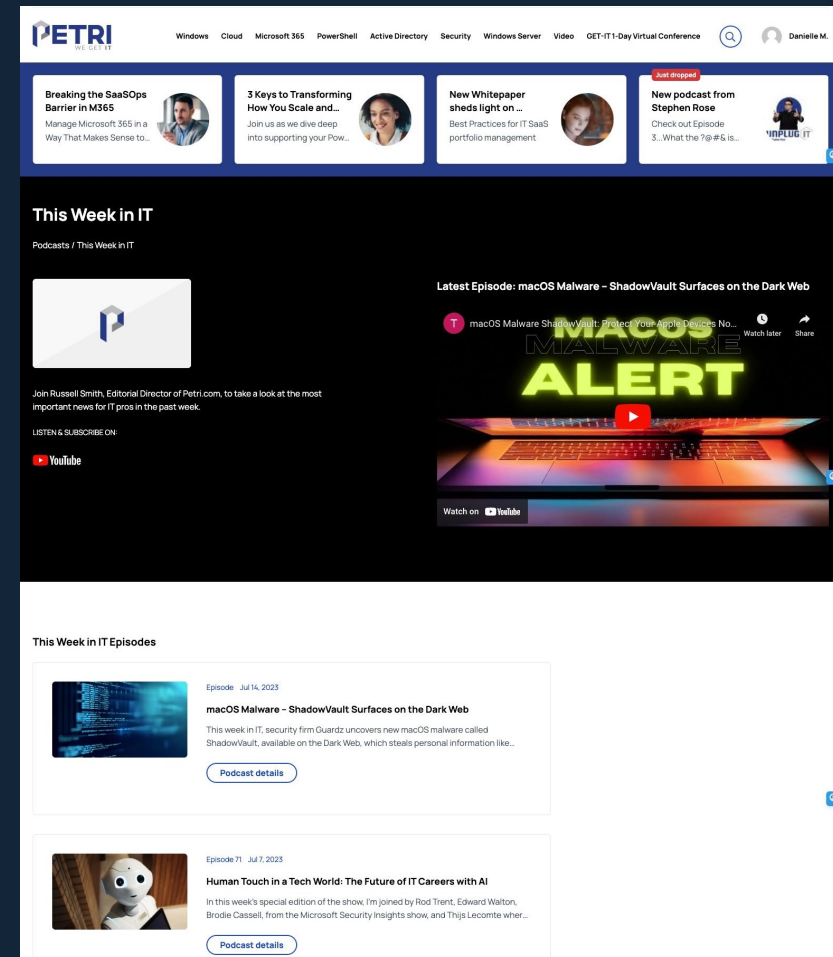 PETRI
WE GET IT
Windows Cloud Microsoft 365 PowerShell Active Directory Security Windows Server Video GET-IT 1-Day Virtual Conference Danielle M.
Breaking the SaaSOps
Barrier in M365
Manage Microsoft 365 in a
Way That Makes Sense to...
3 Keys to Transforming
How You Scale and...
Join us as we dive deep
into supporting your Pow...
New Whitepaper
sheds light on ...
Best Practices for IT SaaS
portfolio management
Just dropped
New podcast from
Stephen Rose
Check out Episode
3...What the ?@#& is...
UNPLUG IT
This Week in IT
Podcasts / This Week in IT
Join Russell Smith, Editorial Director of Petri.com, to take a look at the most
important news for IT pros in the past week.
LISTEN & SUBSCRIBE ON:
YouTube
Latest Episode: macOS Malware – ShadowVault Surfaces on the Dark Web
T macOS Malware ShadowVault: Protect Your Apple Devices No...
Watch later Share
MACOS
MALWARE
ALERT
Watch on YouTube
This Week in IT Episodes
Episode Jul 14, 2023
macOS Malware – ShadowVault Surfaces on the Dark Web
This week in IT, security firm Guardz uncovers new macOS malware called
ShadowVault, available on the Dark Web, which steals personal information like...
Podcast details
Episode 71 Jul 7, 2023
Human Touch in a Tech World: The Future of IT Careers with AI
In this week's special edition of the show, I'm joined by Rod Trent, Edward Walton,
Brodie Cassell, from the Microsoft Security Insights show, and Thijs Lecomte wher...
Podcast details